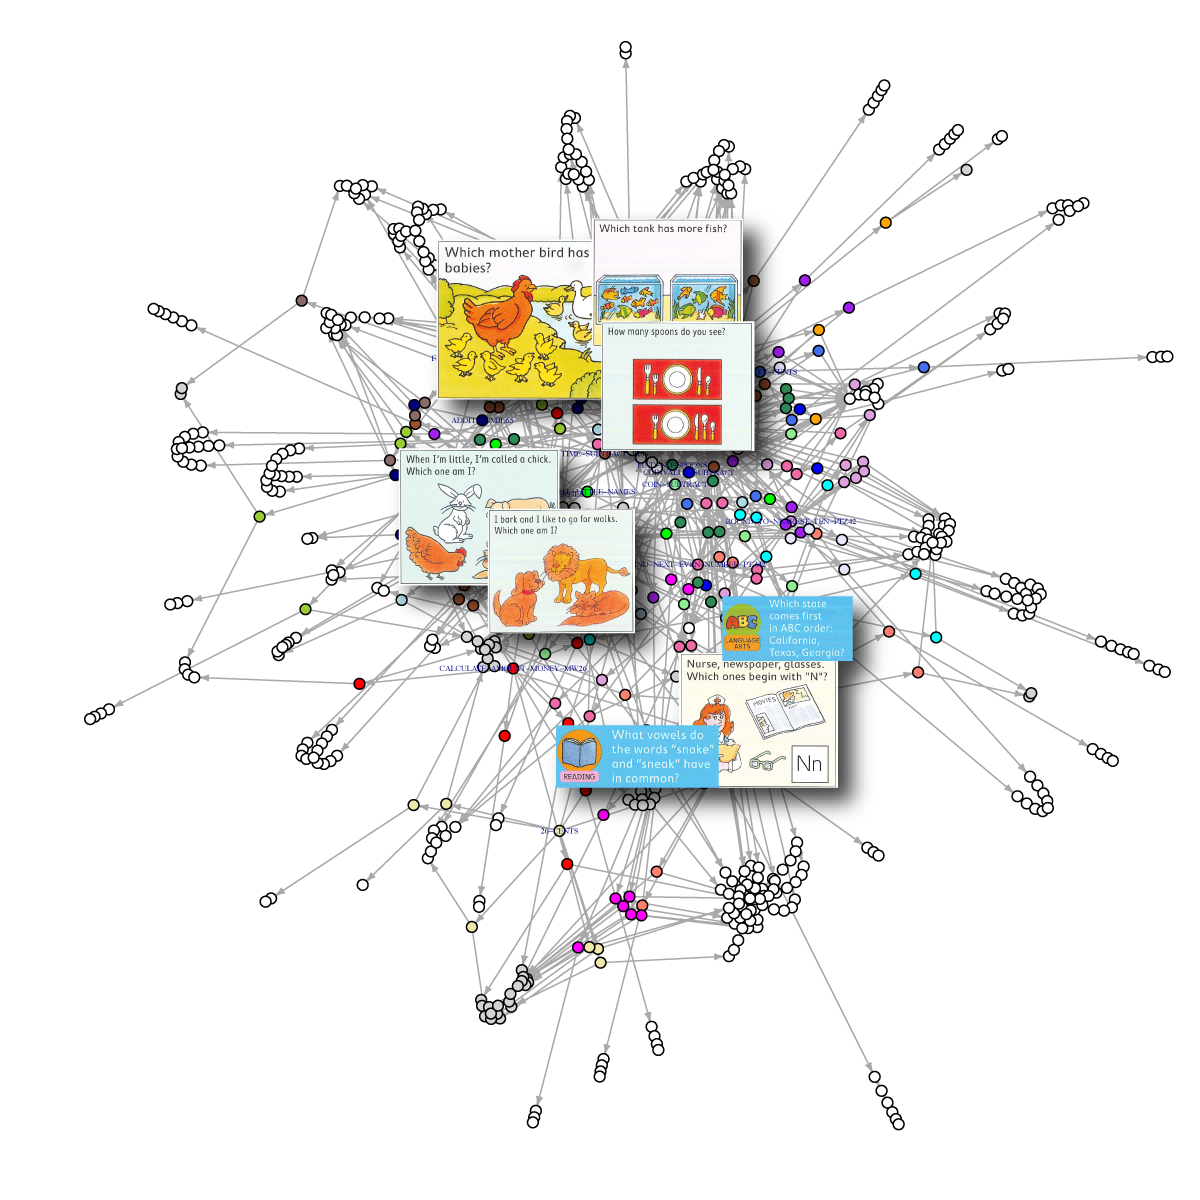 Which tank has more fish?
Which mother bird has
babies?
How many spoons do you see?
When I'm little, I'm called a chick.
Which one am I?
I bark and I like to go for walks.
Which one am I?
COIN-SUBTRACT
Which state
comes first
in ABC order:
California,
Texas, Georgia?
ABC
LANGUAGE
ARTS
Nurse, newspaper, glasses.
Which ones begin with "N"?
MOVIES
Nn
What vowels do
the words "snake"
and "sneak" have
in common?
READING